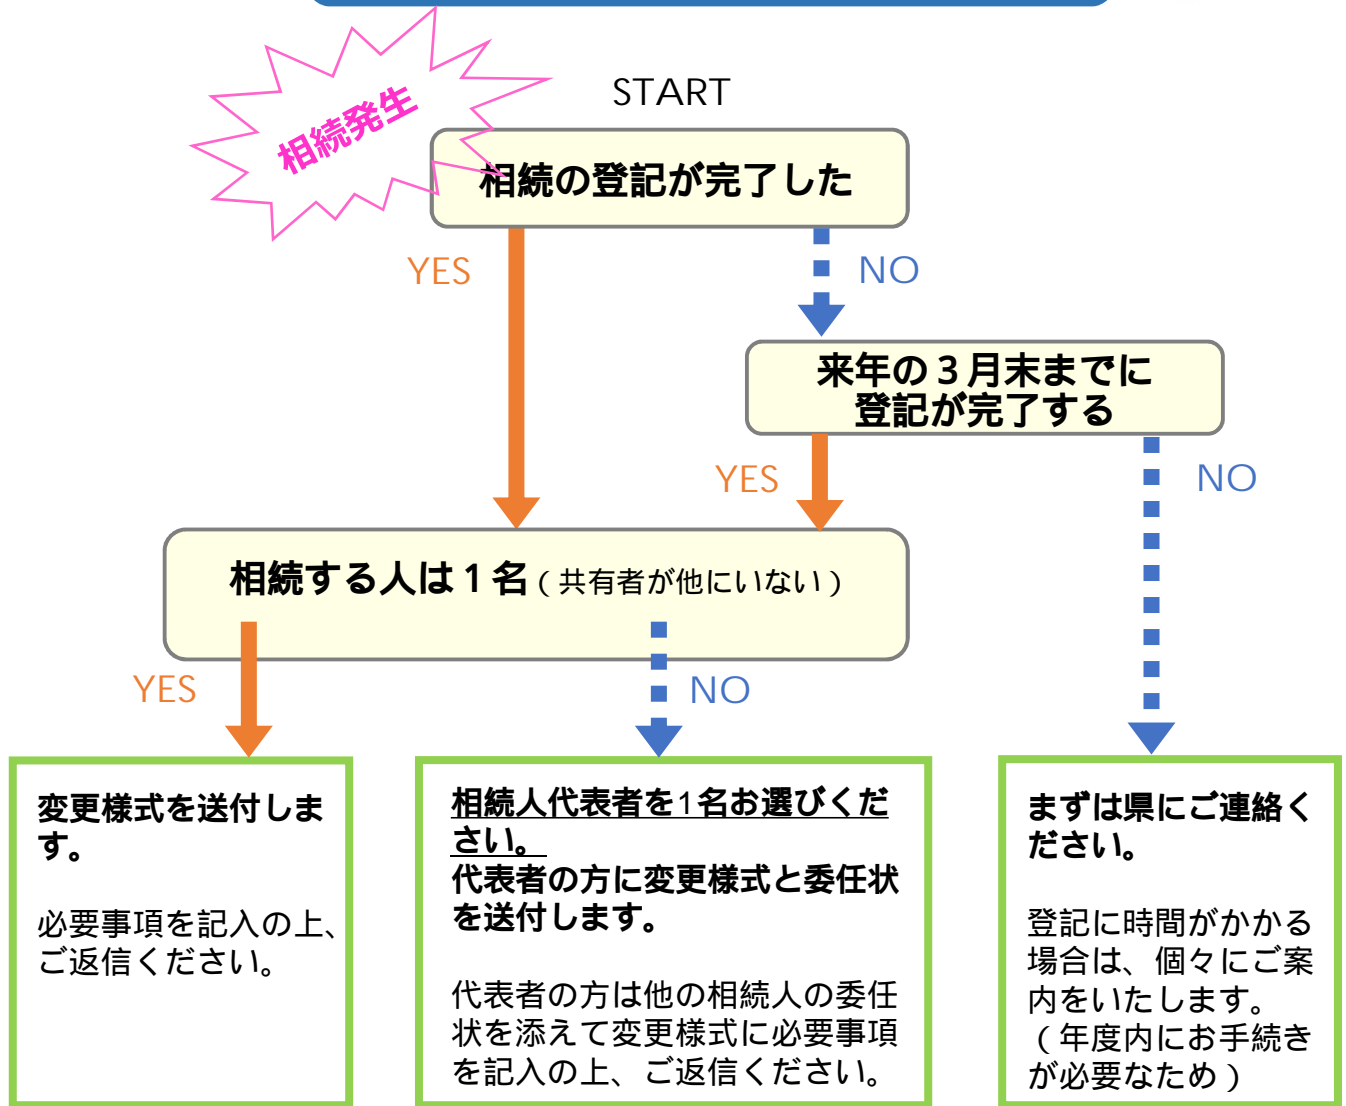 相続発生
START
相続の登記が完了した
YES
NO
来年の３月末までに
登記が完了する
YES
NO
相続する人は１名（共有者が他にいない）
YES
NO
変更様式を送付しま
す。
必要事項を記入の上、
ご返信ください。
相続人代表者を1名お選びくだ
さい。
代表者の方に変更様式と委任状
を送付します。
代表者の方は他の相続人の委任
状を添えて変更様式に必要事項
を記入の上、ご返信ください。
まずは県にご連絡く
ださい。
登記に時間がかかる
場合は、個々にご案
内をいたします。
（年度内にお手続き
が必要なため）